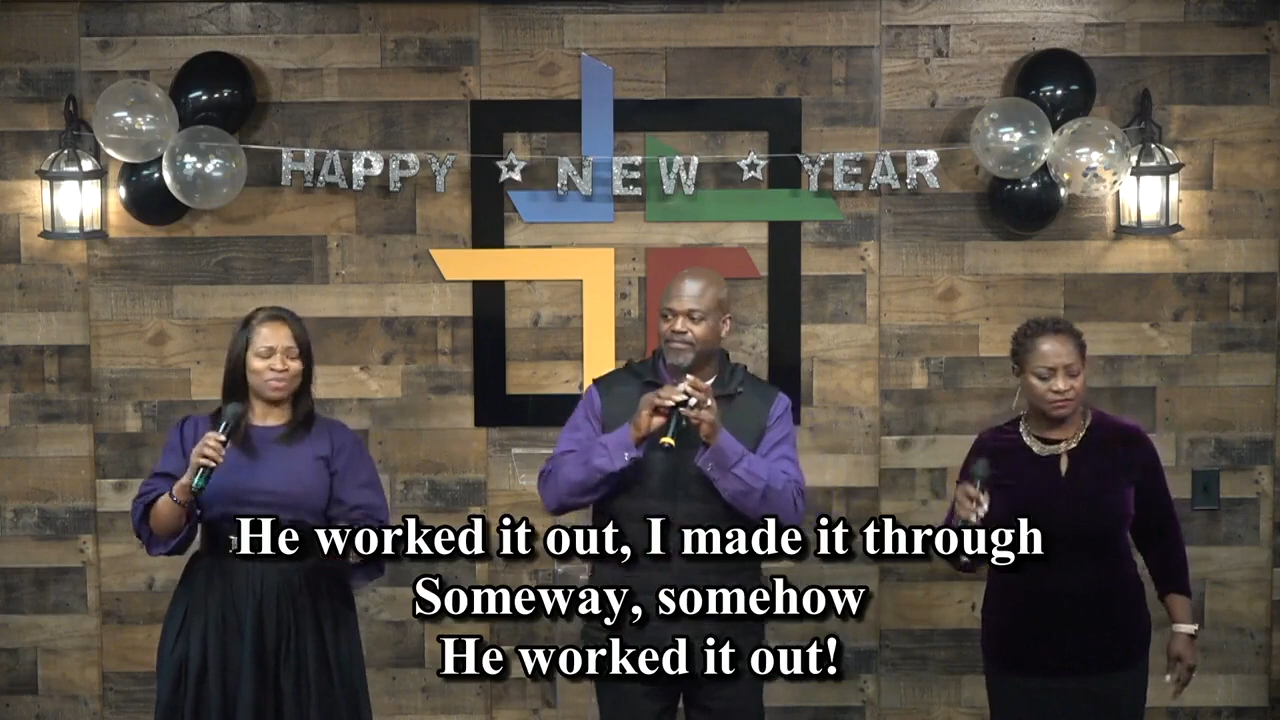 HAPPY NEW YEAR
He worked it out, I made it through
Someway, somehow
He worked it out!